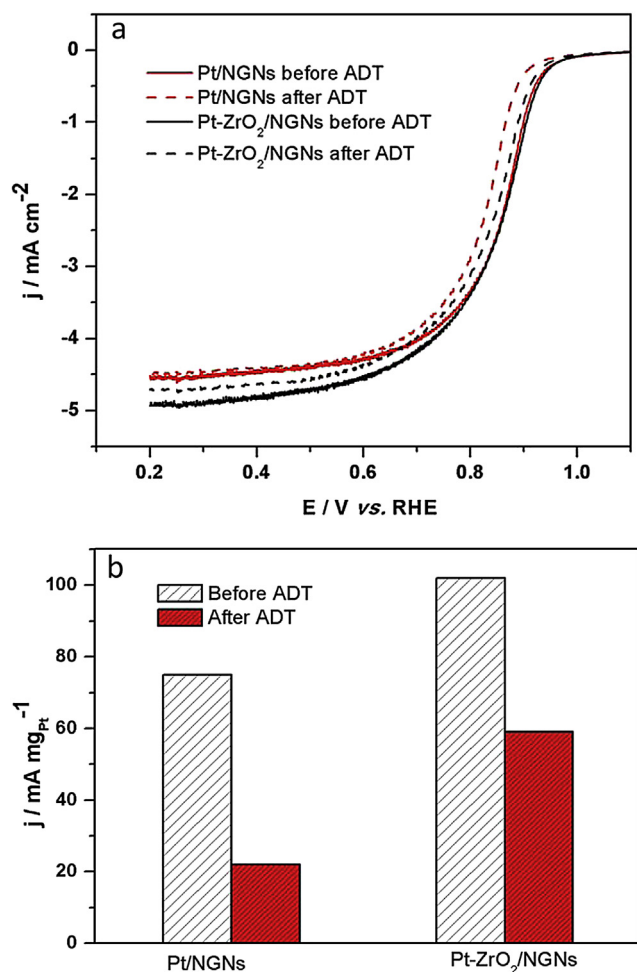 a
Pt/NGNs before ADT
Pt/NGNs after ADT
Pt-ZrO₂/NGNs before ADT
Pt-ZrO₂/NGNs after ADT
0
-1
-2
-3
-4
-5
j / mA cm⁻²
0.2 0.4 0.6 0.8 1.0
E / V vs. RHE
b
Before ADT
After ADT
100
80
60
40
20
0
j / mA mg_Pt⁻¹
Pt/NGNs Pt-ZrO₂/NGNs